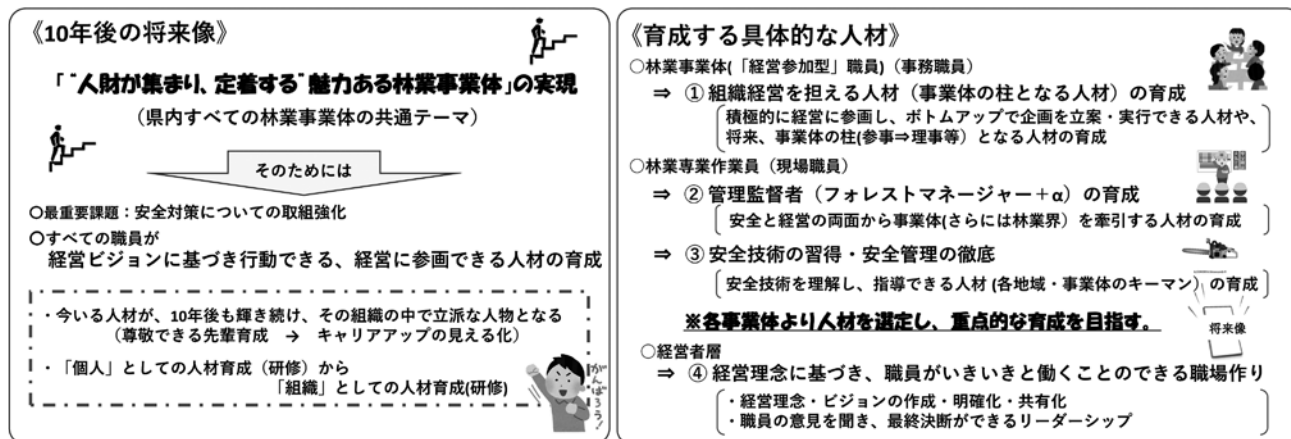 《10年後の将来像》
「“人財が集まり、定着する”魅力ある林業事業体」の実現
（県内すべての林業事業体の共通テーマ）
そのためには
○最重要課題：安全対策についての取組強化
○すべての職員が
経営ビジョンに基づき行動できる、経営に参画できる人材の育成
・今いる人材が、10年後も輝き続け、その組織の中で立派な人物となる
（尊敬できる先輩育成　→　キャリアアップの見える化）
・「個人」としての人材育成（研修）から
「組織」としての人材育成(研修)
がんばろう!!
《育成する具体的な人材》
○林業事業体(「経営参加型」職員)（事務職員）
⇒ ① 組織経営を担える人材（事業体の柱となる人材）の育成
積極的に経営に参画し、ボトムアップで企画を立案・実行できる人材や、
将来、事業体の柱(参事⇒理事等）となる人材の育成
○林業専業作業員（現場職員）
⇒ ② 管理監督者（フォレストマネージャー＋α）の育成
安全と経営の両面から事業体(さらには林業界）を牽引する人材の育成
⇒ ③ 安全技術の習得・安全管理の徹底
安全技術を理解し、指導できる人材 (各地域・事業体のキーマン）の育成
※各事業体より人材を選定し、重点的な育成を目指す。
将来像
○経営者層
⇒ ④ 経営理念に基づき、職員がいきいきと働くことのできる職場作り
・経営理念・ビジョンの作成・明確化・共有化
・職員の意見を聞き、最終決断ができるリーダーシップ